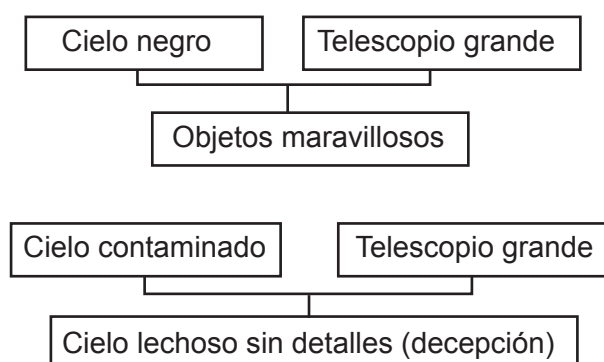 Cielo negro
Telescopio grande
Objetos maravillosos
Cielo contaminado
Telescopio grande
Cielo lechoso sin detalles (decepción)